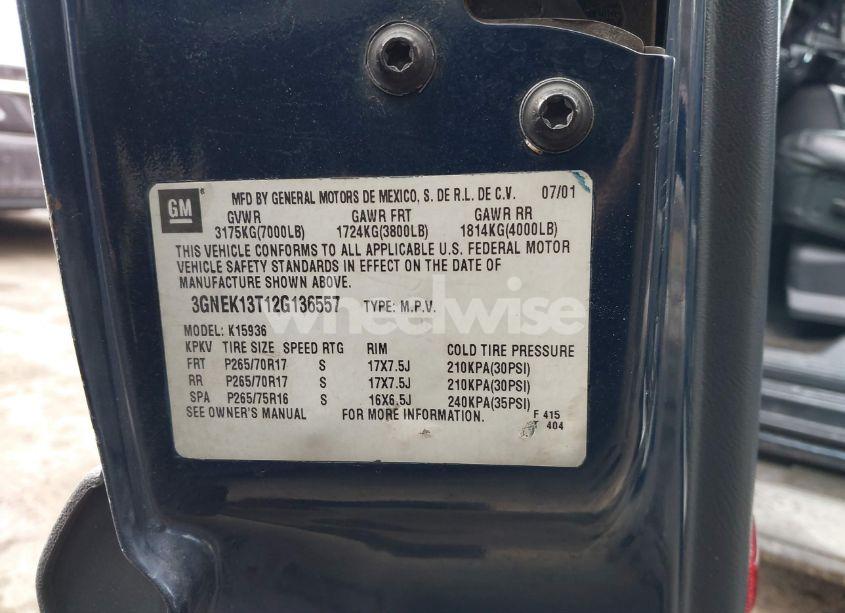 GM
MFD BY GENERAL MOTORS DE MEXICO, S. DE R.L. DE C.V. 07/01
GVWR GAWR FRT GAWR RR
3175KG(7000LB) 1724KG(3800LB) 1814KG(4000LB)
THIS VEHICLE CONFORMS TO ALL APPLICABLE U.S. FEDERAL MOTOR
VEHICLE SAFETY STANDARDS IN EFFECT ON THE DATE OF
MANUFACTURE SHOWN ABOVE.
3GNEK13T12G136557 TYPE: M.P.V.
wheelwise
MODEL: K15936
KPKV TIRE SIZE SPEED RTG RIM COLD TIRE PRESSURE
FRT P265/70R17 S 17X7.5J 210KPA(30PSI)
RR P265/70R17 S 17X7.5J 210KPA(30PSI)
SPA P265/75R16 S 16X6.5J 240KPA(35PSI)
SEE OWNER'S MANUAL FOR MORE INFORMATION. F 415
T 404